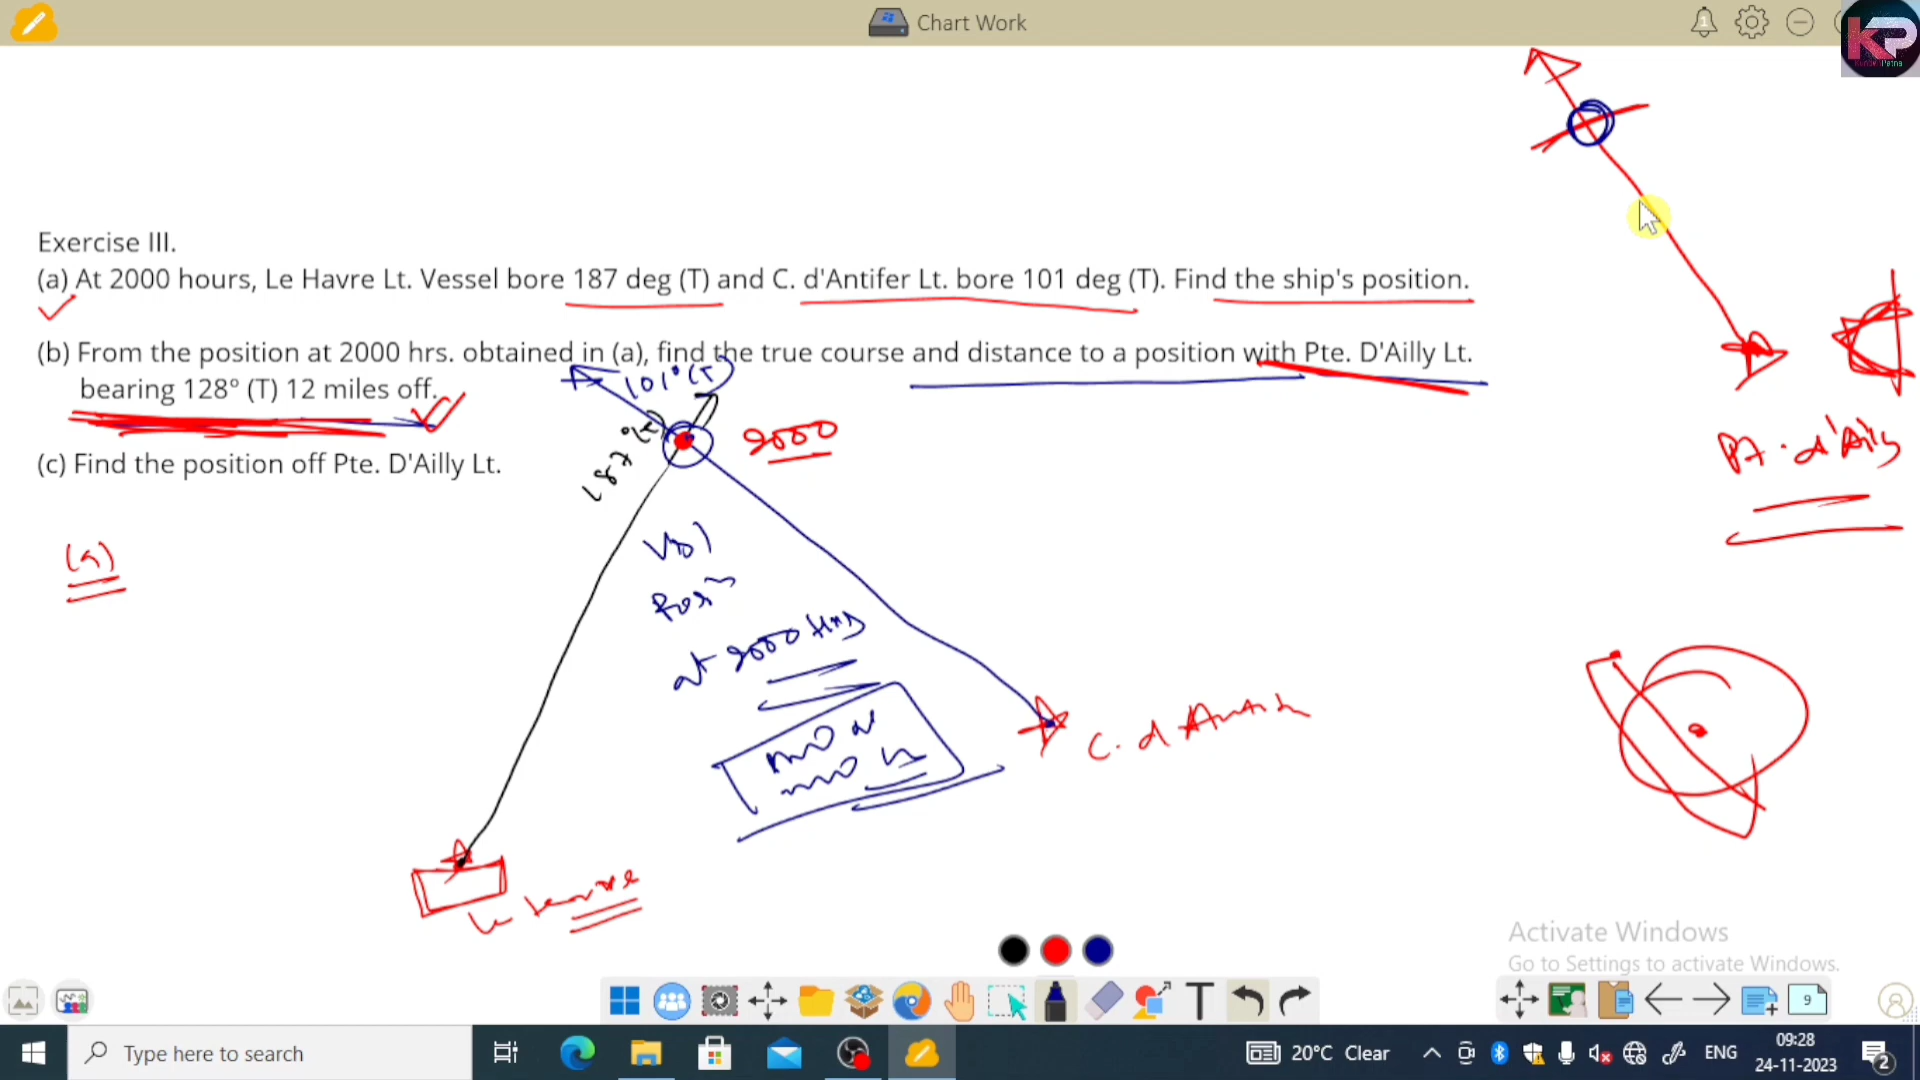 Chart Work
KP
Exercise III.
(a) At 2000 hours, Le Havre Lt. Vessel bore 187 deg (T) and C. d'Antifer Lt. bore 101 deg (T). Find the ship's position.
(b) From the position at 2000 hrs. obtained in (a), find the true course and distance to a position with Pte. D'Ailly Lt.
bearing 128° (T) 12 miles off.
101° (T)
187° (T)
2000
(c) Find the position off Pte. D'Ailly Lt.
Pt. d'Ailly
(a)
at 2000 Hrs
C. d
Le Havre
Activate Windows
Go to Settings to activate Windows.
9
Type here to search
20°C Clear
ENG
09:28
24-11-2023
2